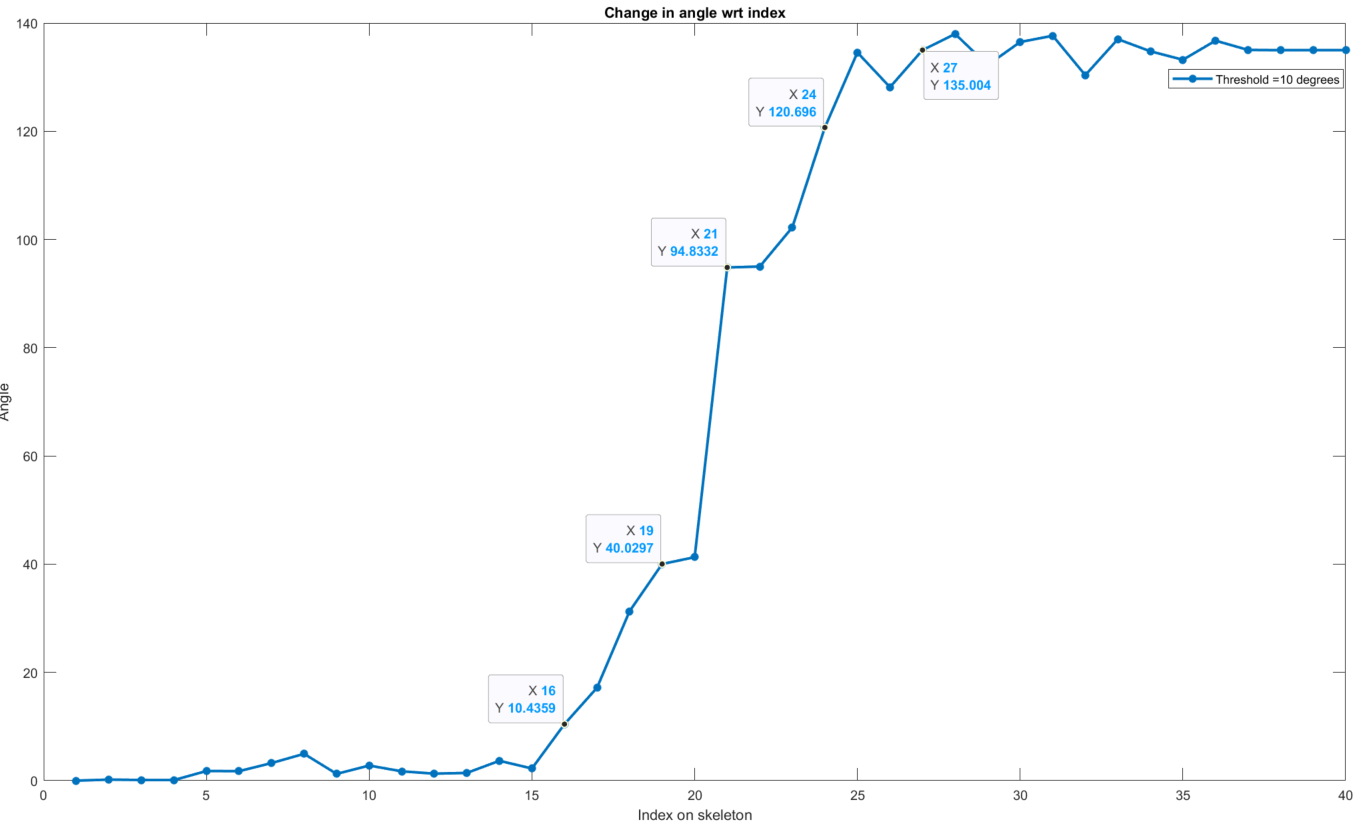 Change in angle wrt index
140
120
100
80
60
40
20
0
Angle
0 5 10 15 20 25 30 35 40
Index on skeleton
Threshold =10 degrees
X 27
Y 135.004
X 24
Y 120.696
X 21
Y 94.8332
X 19
Y 40.0297
X 16
Y 10.4359